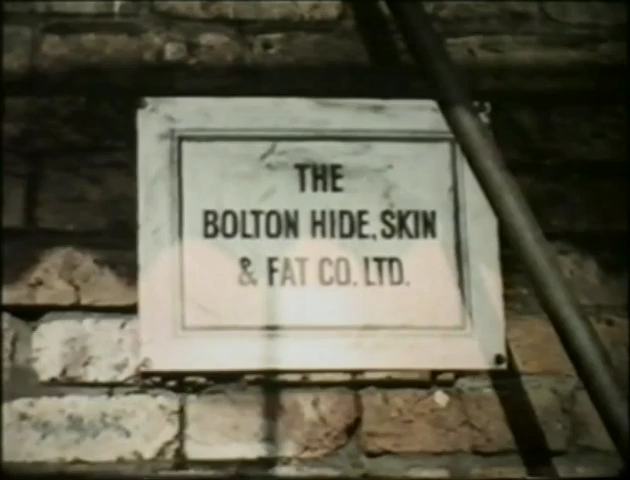 THE
BOLTON HIDE, SKIN
& FAT CO. LTD.